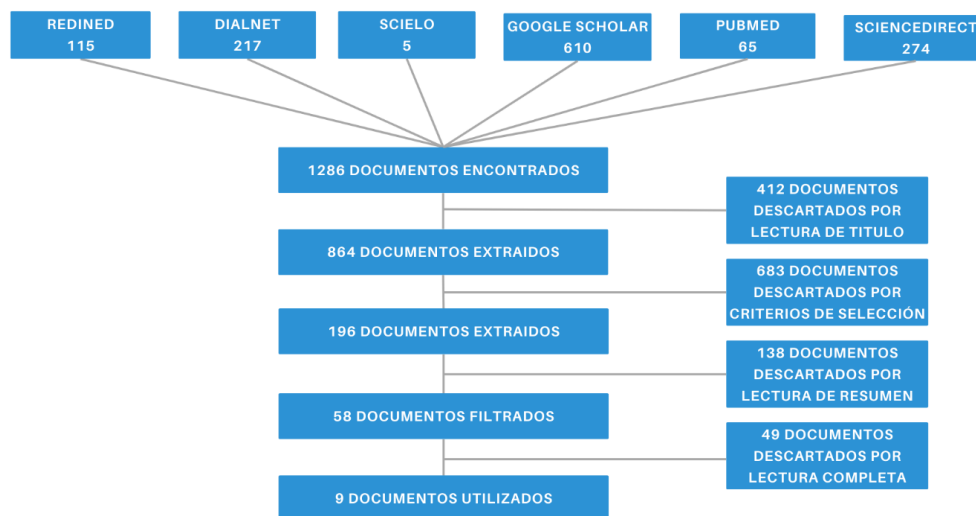 REDINED
115
DIALNET
217
SCIELO
5
GOOGLE SCHOLAR
610
PUBMED
65
SCIENCEDIRECT
274
1286 DOCUMENTOS ENCONTRADOS
412 DOCUMENTOS
DESCARTADOS POR
LECTURA DE TITULO
864 DOCUMENTOS EXTRAIDOS
683 DOCUMENTOS
DESCARTADOS POR
CRITERIOS DE SELECCIÓN
196 DOCUMENTOS EXTRAIDOS
138 DOCUMENTOS
DESCARTADOS POR
LECTURA DE RESUMEN
58 DOCUMENTOS FILTRADOS
49 DOCUMENTOS
DESCARTADOS POR
LECTURA COMPLETA
9 DOCUMENTOS UTILIZADOS